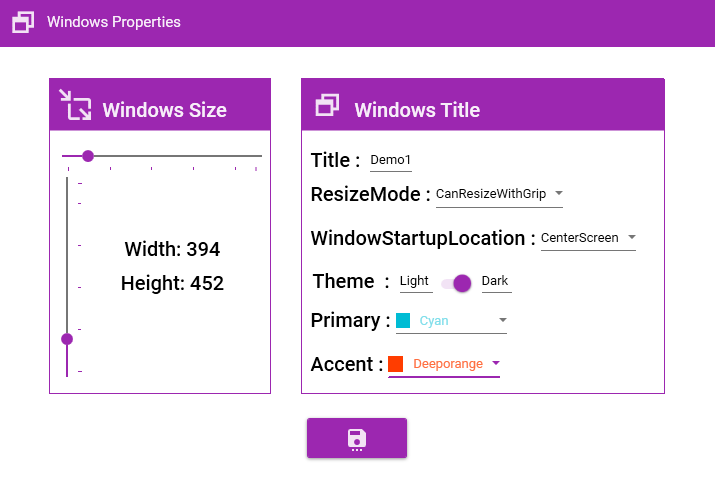 Windows Properties
Windows Size
Width: 394
Height: 452
Windows Title
Title : Demo1
ResizeMode : CanResizeWithGrip
WindowStartupLocation : CenterScreen
Theme : Light Dark
Primary : Cyan
Accent : Deeporange